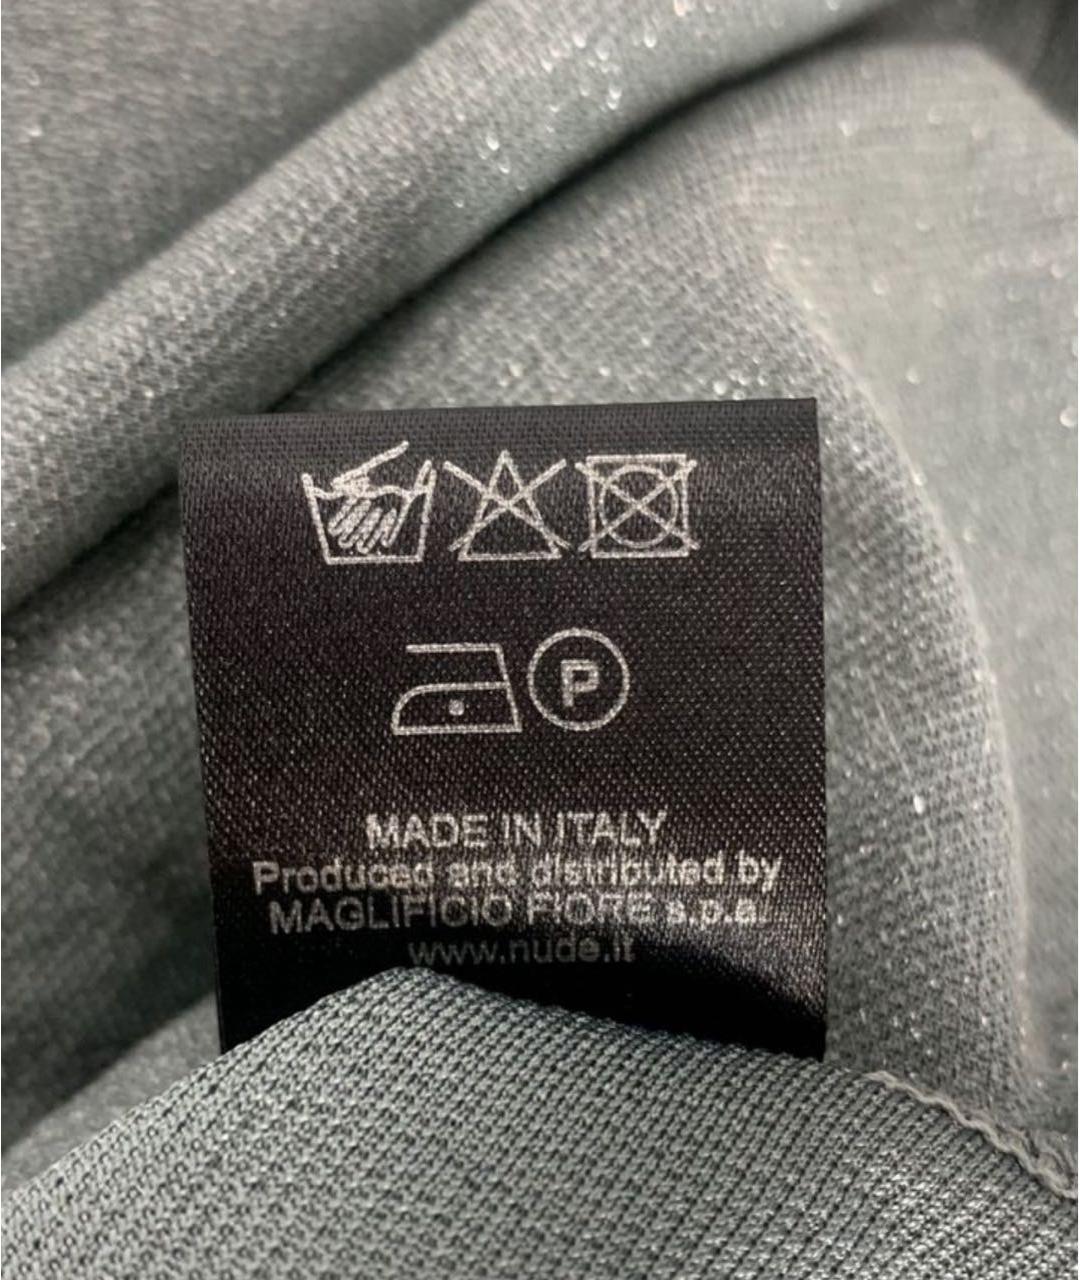 P
MADE IN ITALY
Produced and distributed by
MAGLIFICIO FIORE s.p.a.
www.nude.it